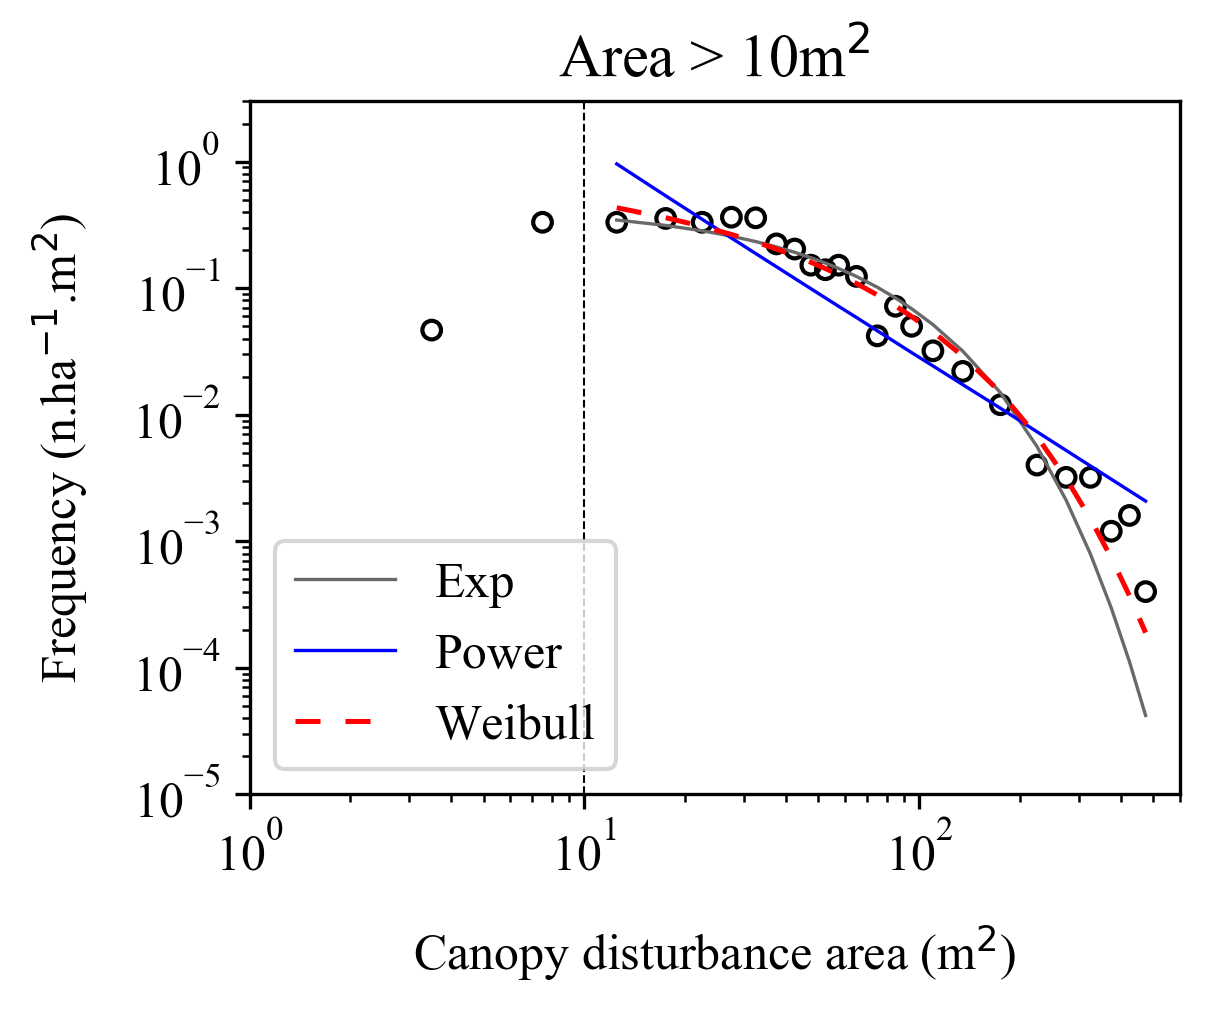 Area > 10m²
Frequency (n.ha⁻¹.m²)
10⁰
10⁻¹
10⁻²
10⁻³
10⁻⁴
10⁻⁵
Exp
Power
Weibull
10⁰ 10¹ 10²
Canopy disturbance area (m²)